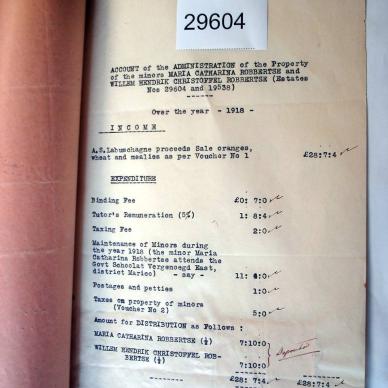 29604
ACCOUNT of the ADMINISTRATION of the Property
of the minors MARIA CATHARINA ROBBERTSE and
WILLEM HENDRIK CHRISTOFFEL ROBBERTSE (Estates
Nos 29604 and 19538)
Over the year - 1918 -
INCOME
A.S. Labuschagne proceeds Sale oranges,
wheat and mealies as per Voucher No 1 £28:7:4
EXPENDITURE
Binding Fee £0: 7:0
Tutor's Remuneration (5%) 1: 8:4
Taxing Fee 2:0
Maintenance of Minors during
the year 1918 (the minor Maria
Catharina Robbertse attends the
Govt School at Vergenoegd East,
district Marico) - say - 11: :0
Postages and petties 1:0
Taxes on property of minors
(Voucher No 2) 5:0
Amount for DISTRIBUTION as Follows :
MARIA CATHARINA ROBBERTSE (½) 7:10:0
WILLEM HENDRIK CHRISTOFFEL ROB-
BERTSE (½) 7:10:0
Deposited
£28: 7:4 £28:7:4